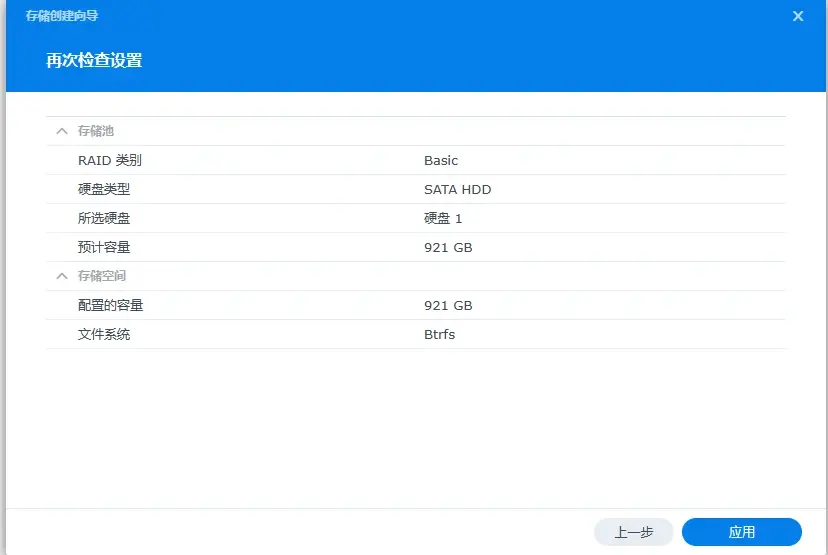 存储创建向导
再次检查设置
存储池
RAID 类别 Basic
硬盘类型 SATA HDD
所选硬盘 硬盘 1
预计容量 921 GB
存储空间
配置的容量 921 GB
文件系统 Btrfs
上一步 应用